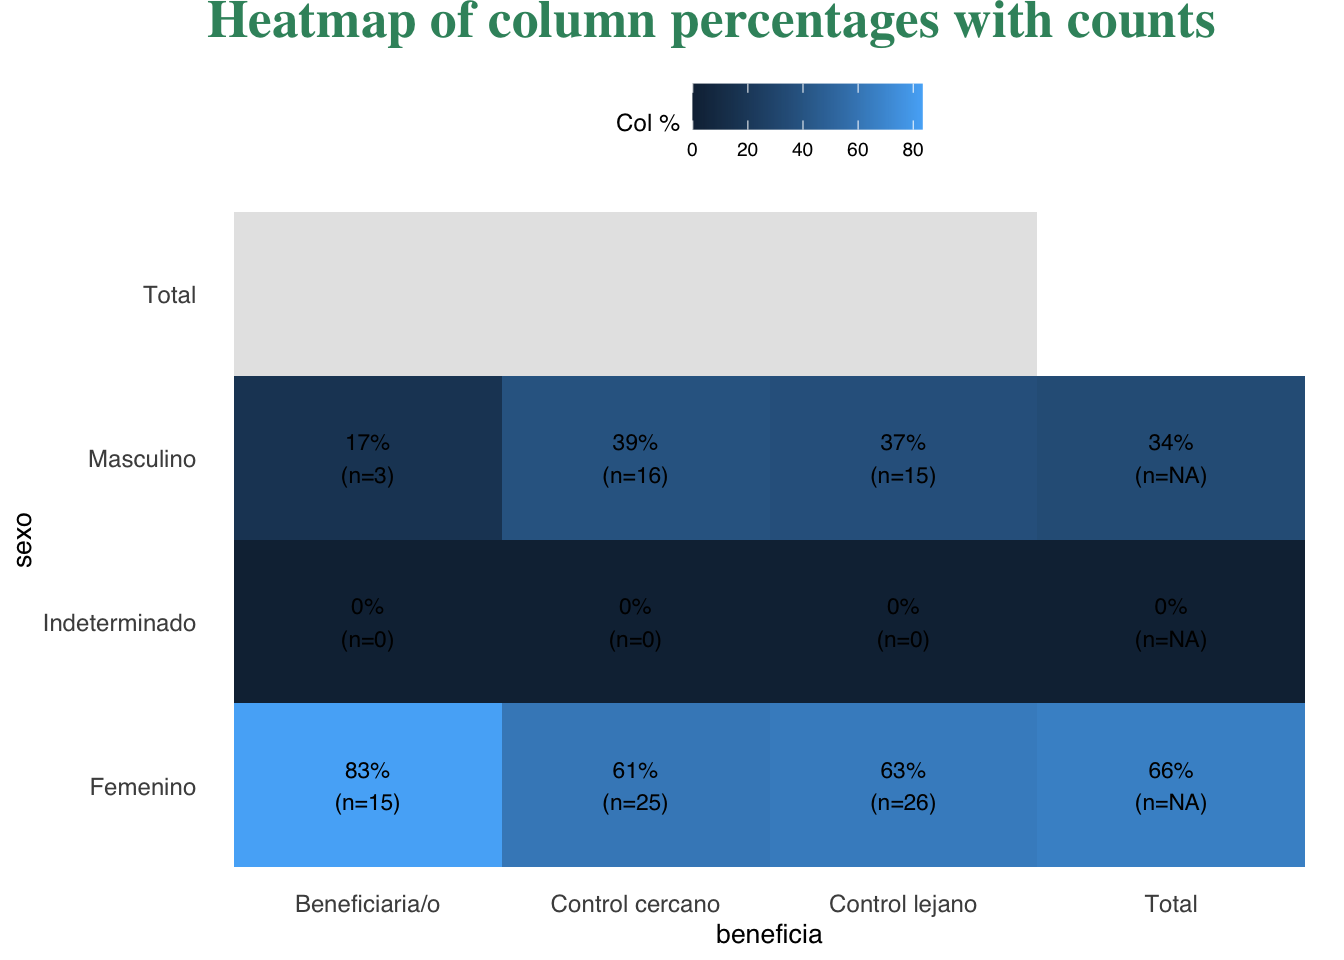 Heatmap of column percentages with counts
Col %
0 20 40 60 80
Total
Masculino
17% 39% 37% 34%
(n=3) (n=16) (n=15) (n=NA)
sexo
Indeterminado
0% 0% 0% 0%
(n=0) (n=0) (n=0) (n=NA)
Femenino
83% 61% 63% 66%
(n=15) (n=25) (n=26) (n=NA)
Beneficiaria/o Control cercano Control lejano Total
beneficia